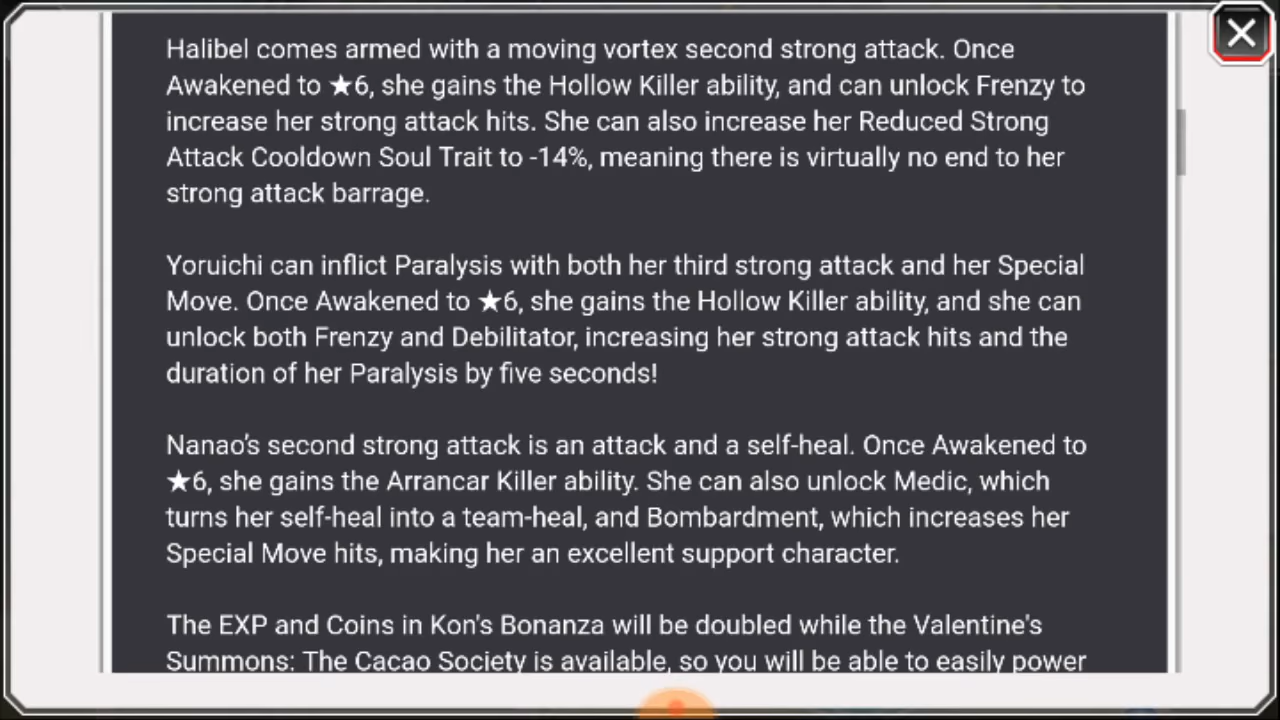 Halibel comes armed with a moving vortex second strong attack. Once
Awakened to ★6, she gains the Hollow Killer ability, and can unlock Frenzy to
increase her strong attack hits. She can also increase her Reduced Strong
Attack Cooldown Soul Trait to -14%, meaning there is virtually no end to her
strong attack barrage.
Yoruichi can inflict Paralysis with both her third strong attack and her Special
Move. Once Awakened to ★6, she gains the Hollow Killer ability, and she can
unlock both Frenzy and Debilitator, increasing her strong attack hits and the
duration of her Paralysis by five seconds!
Nanao’s second strong attack is an attack and a self-heal. Once Awakened to
★6, she gains the Arrancar Killer ability. She can also unlock Medic, which
turns her self-heal into a team-heal, and Bombardment, which increases her
Special Move hits, making her an excellent support character.
The EXP and Coins in Kon’s Bonanza will be doubled while the Valentine's
Summons: The Cacao Society is available, so you will be able to easily power